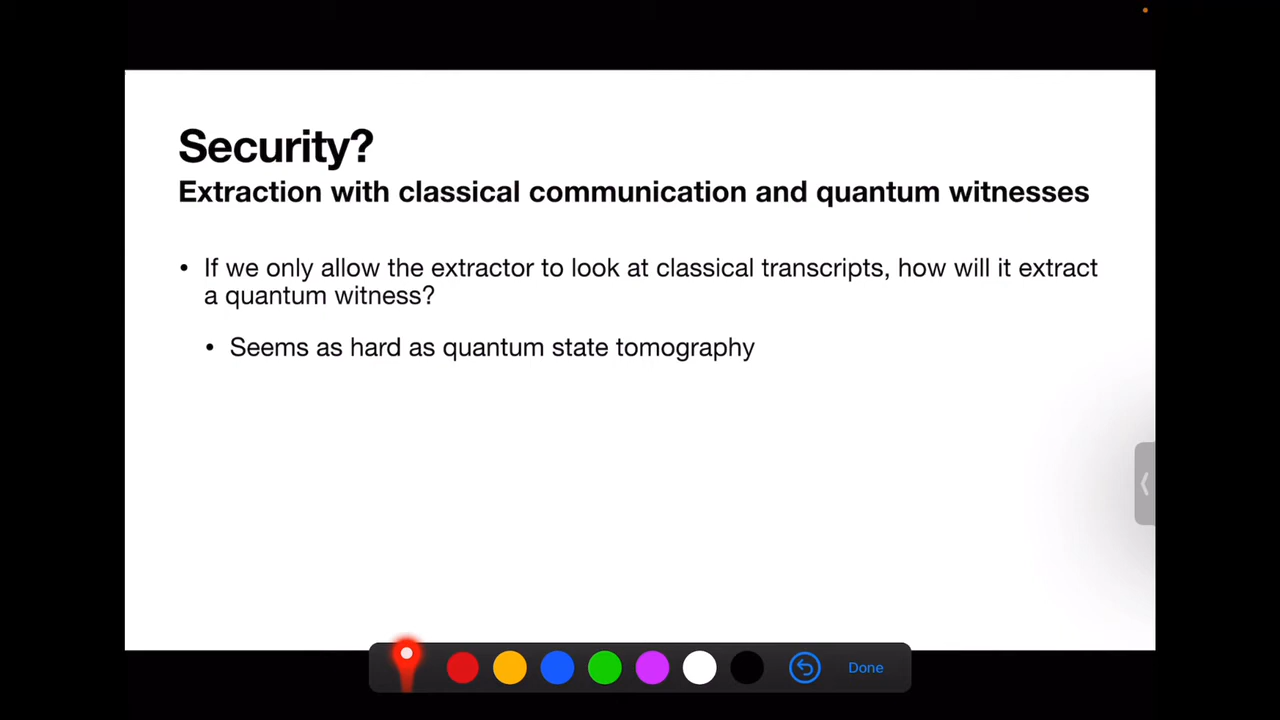 Security?
Extraction with classical communication and quantum witnesses
• If we only allow the extractor to look at classical transcripts, how will it extract
a quantum witness?
• Seems as hard as quantum state tomography
Done